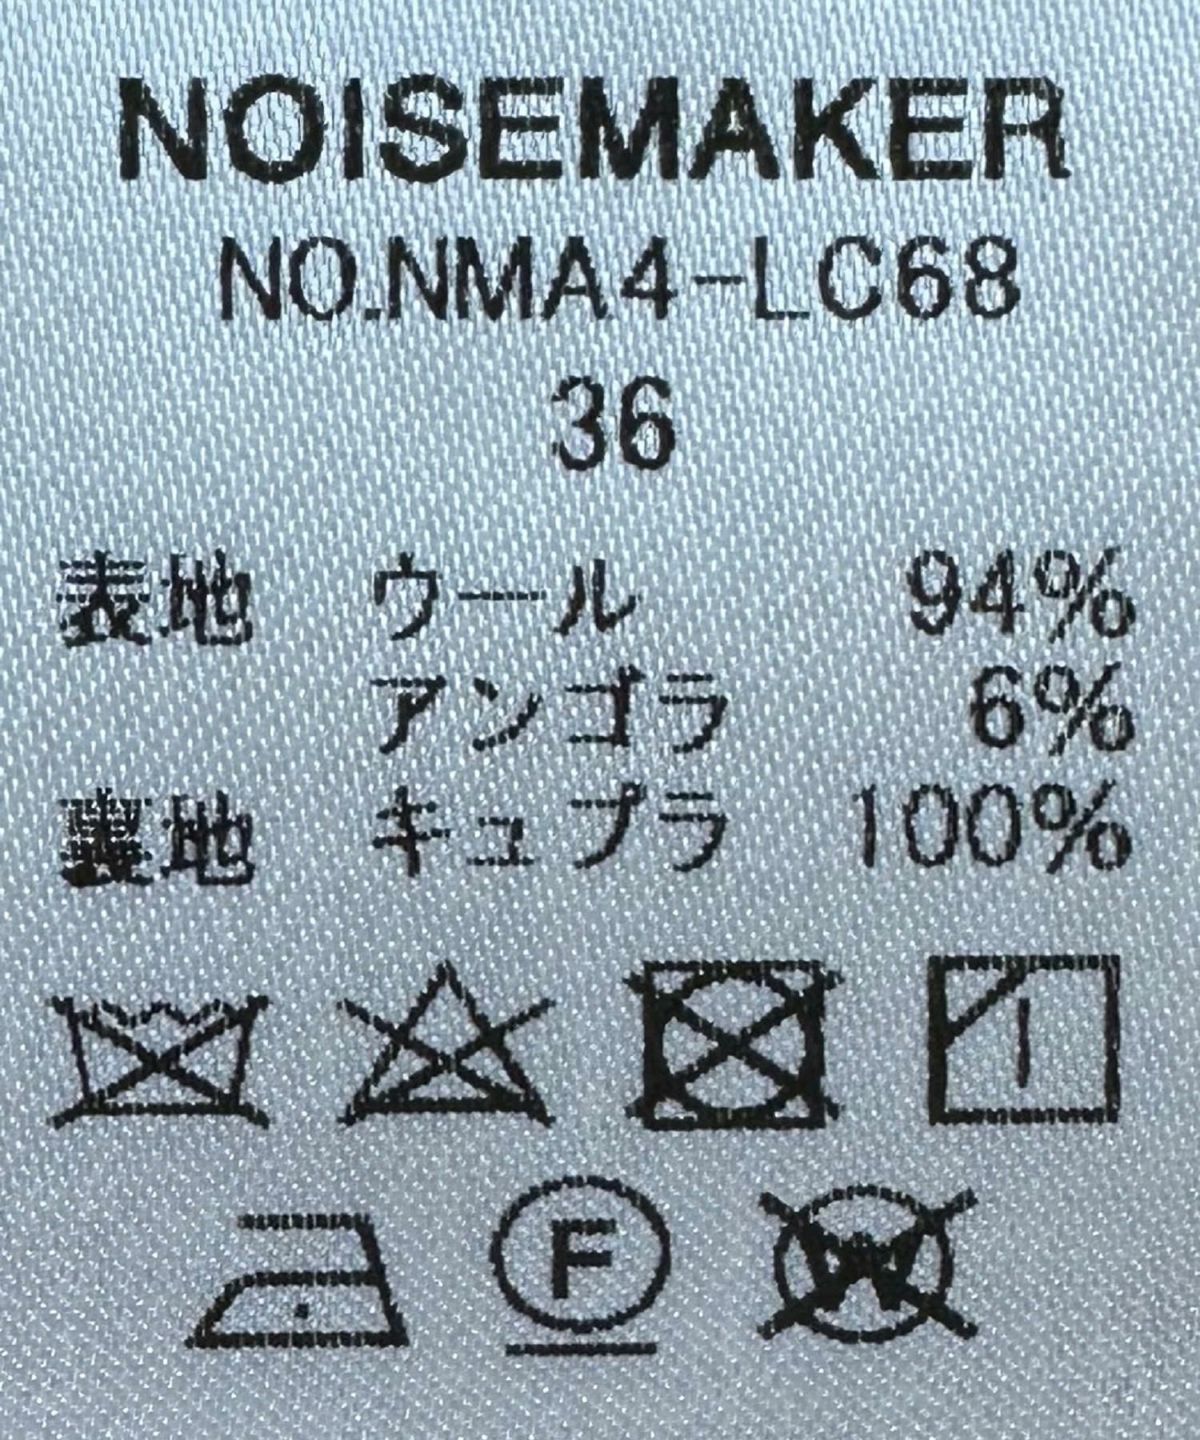 NOISEMAKER
NO.NMA4-LC68
36
表地 ウール 94%
アンゴラ 6%
裏地 キュプラ 100%
F
W